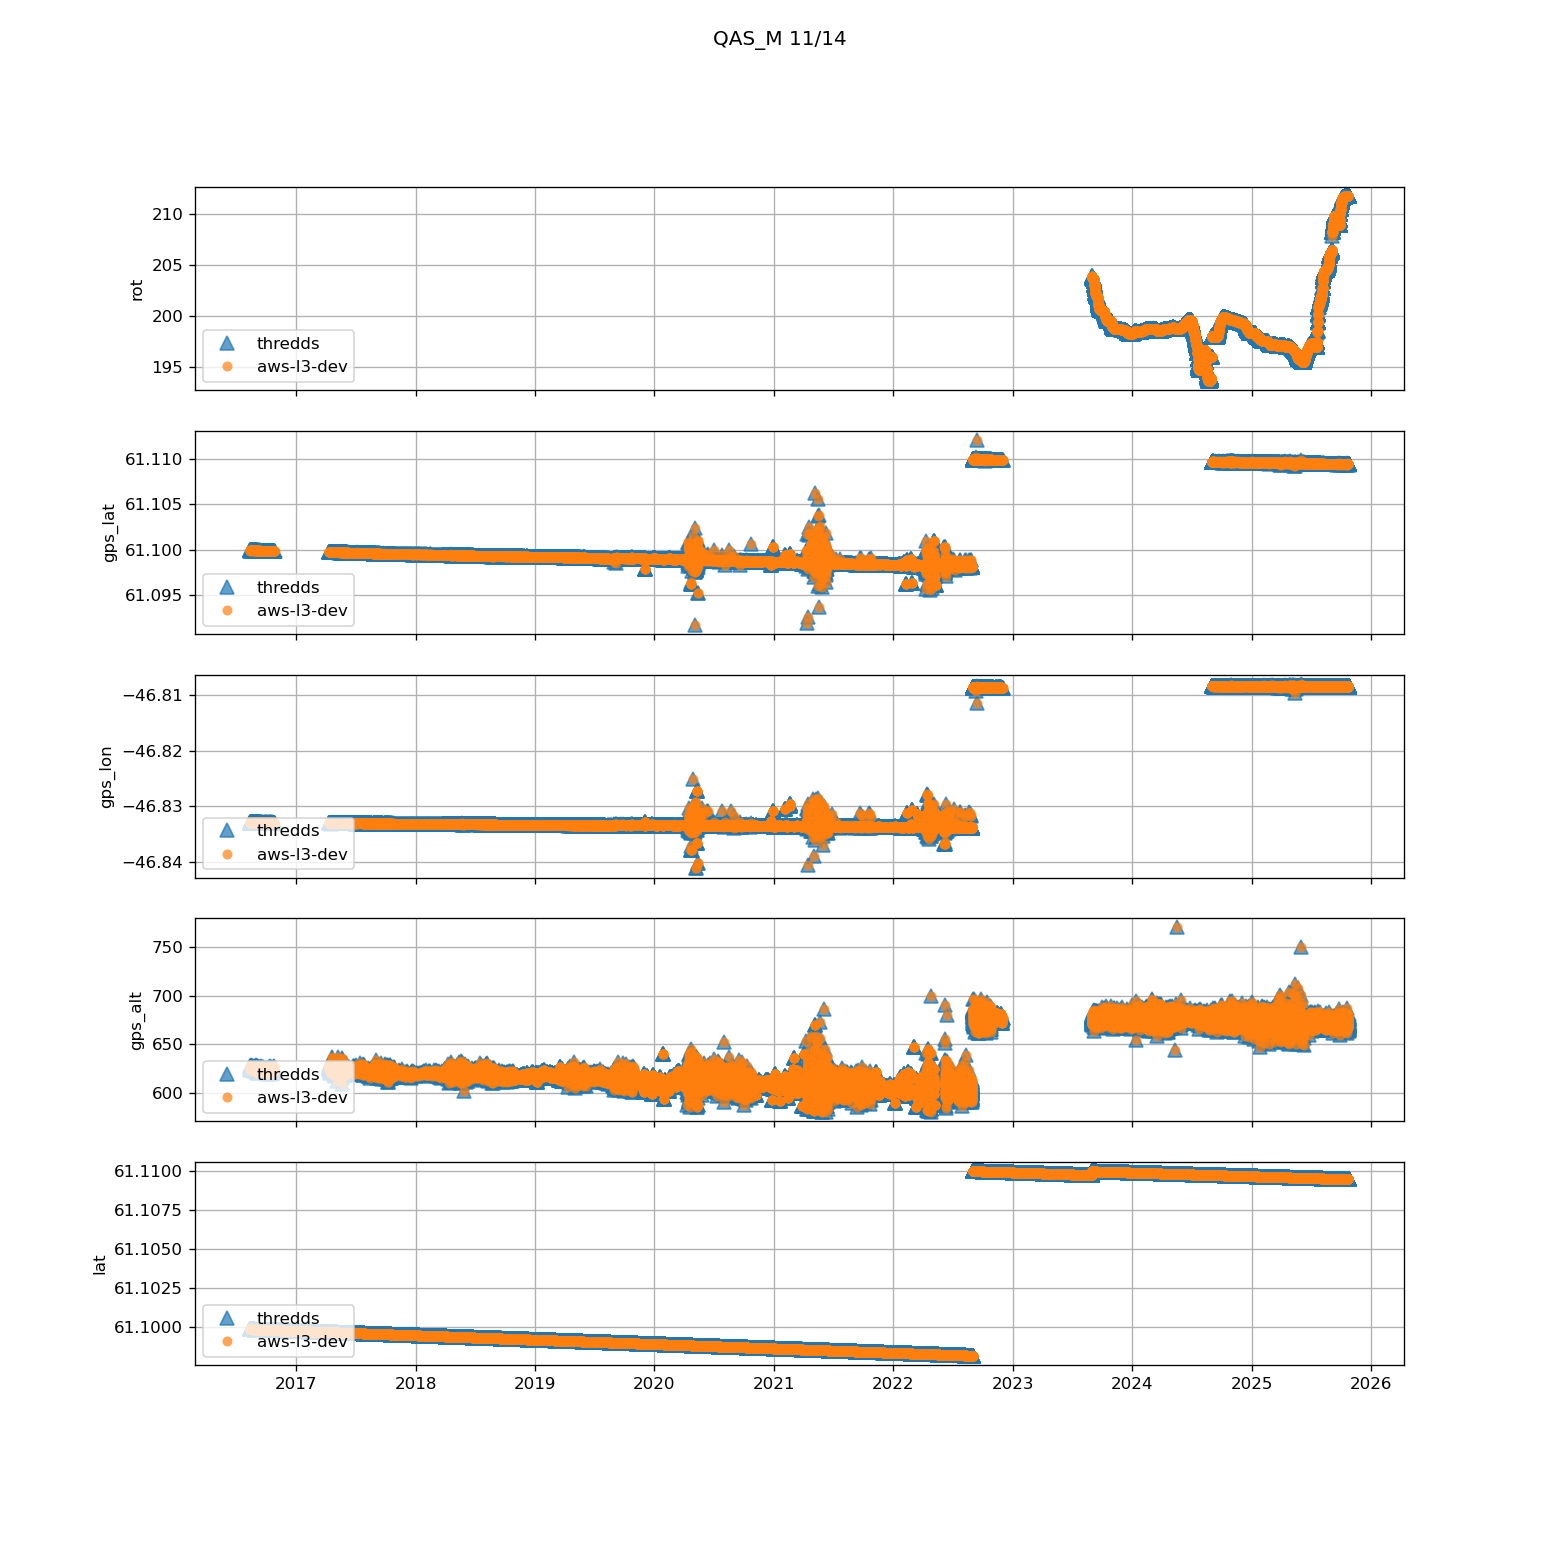 QAS_M 11/14
210
205
200
195
rot
thredds
aws-l3-dev
61.110
61.105
61.100
61.095
gps_lat
thredds
aws-l3-dev
−46.81
−46.82
−46.83
−46.84
gps_lon
thredds
aws-l3-dev
750
700
650
600
gps_alt
thredds
aws-l3-dev
61.1100
61.1075
61.1050
61.1025
61.1000
lat
thredds
aws-l3-dev
2017 2018 2019 2020 2021 2022 2023 2024 2025 2026